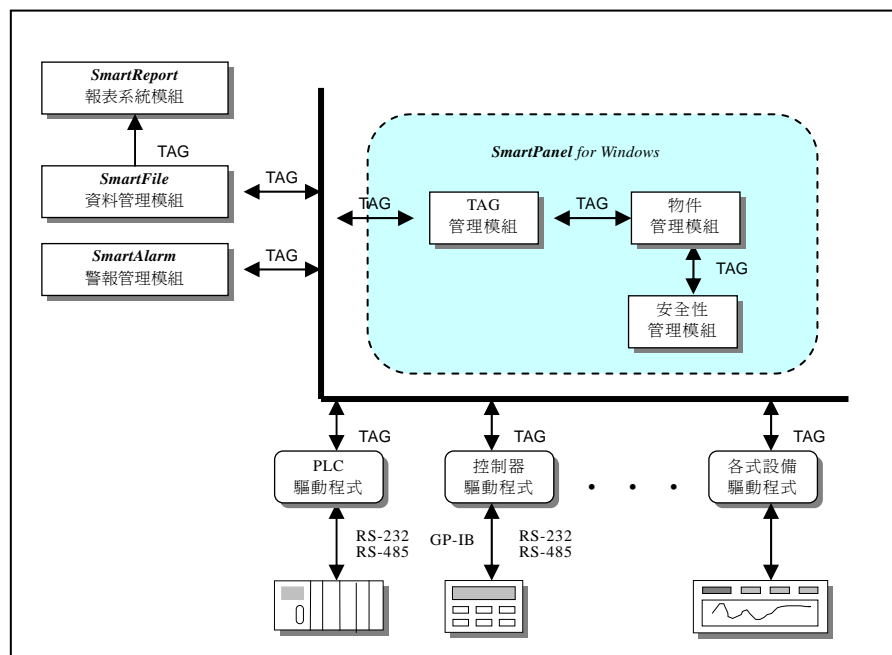 SmartReport
報表系統模組
TAG
SmartFile
資料管理模組
TAG
SmartAlarm
警報管理模組
TAG
SmartPanel for Windows
TAG
TAG
管理模組
TAG
物件
管理模組
TAG
安全性
管理模組
TAG
TAG
TAG
PLC
驅動程式
控制器
驅動程式
. . .
各式設備
驅動程式
RS-232
RS-485
GP-IB
RS-232
RS-485